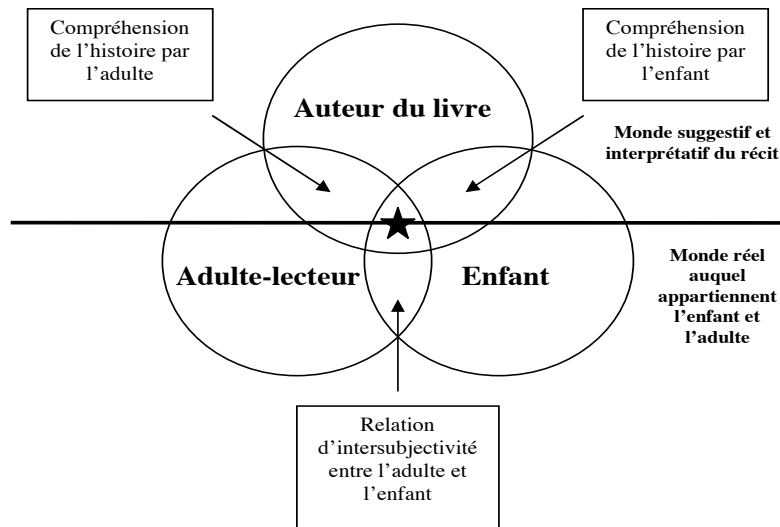 Compréhension
de l’histoire par
l’adulte
Compréhension
de l’histoire par
l’enfant
Auteur du livre
Monde suggestif et
interprétatif du récit
Adulte-lecteur
Enfant
Monde réel
auquel
appartiennent
l’enfant et
l’adulte
Relation
d’intersubjectivité
entre l’adulte et
l’enfant